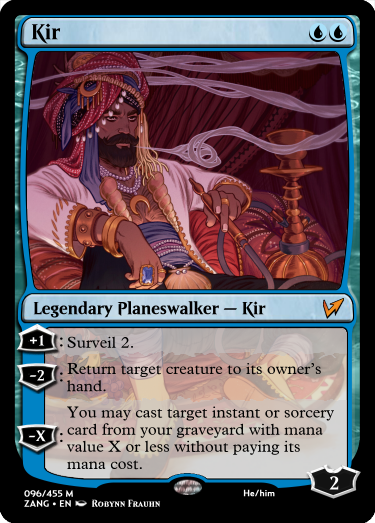 Kir
Legendary Planeswalker — Kir
+1: Surveil 2.
-2: Return target creature to its owner's
hand.
-X: You may cast target instant or sorcery
card from your graveyard with mana
value X or less without paying its
mana cost.
2
096/455 M
He/him
ZANG • EN Robynn Frauhn